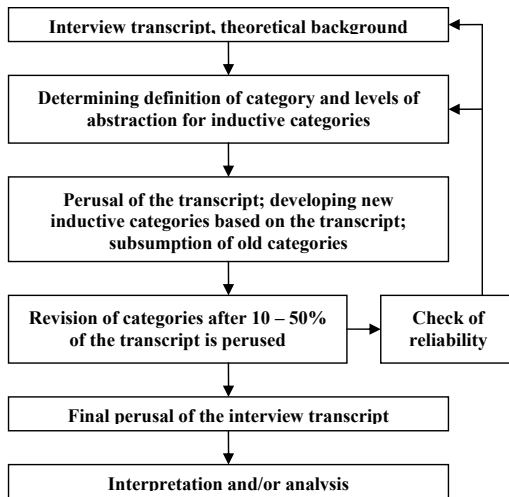 Interview transcript, theoretical background
Determining definition of category and levels of
abstraction for inductive categories
Perusal of the transcript; developing new
inductive categories based on the transcript;
subsumption of old categories
Revision of categories after 10 – 50%
of the transcript is perused
Check of
reliability
Final perusal of the interview transcript
Interpretation and/or analysis